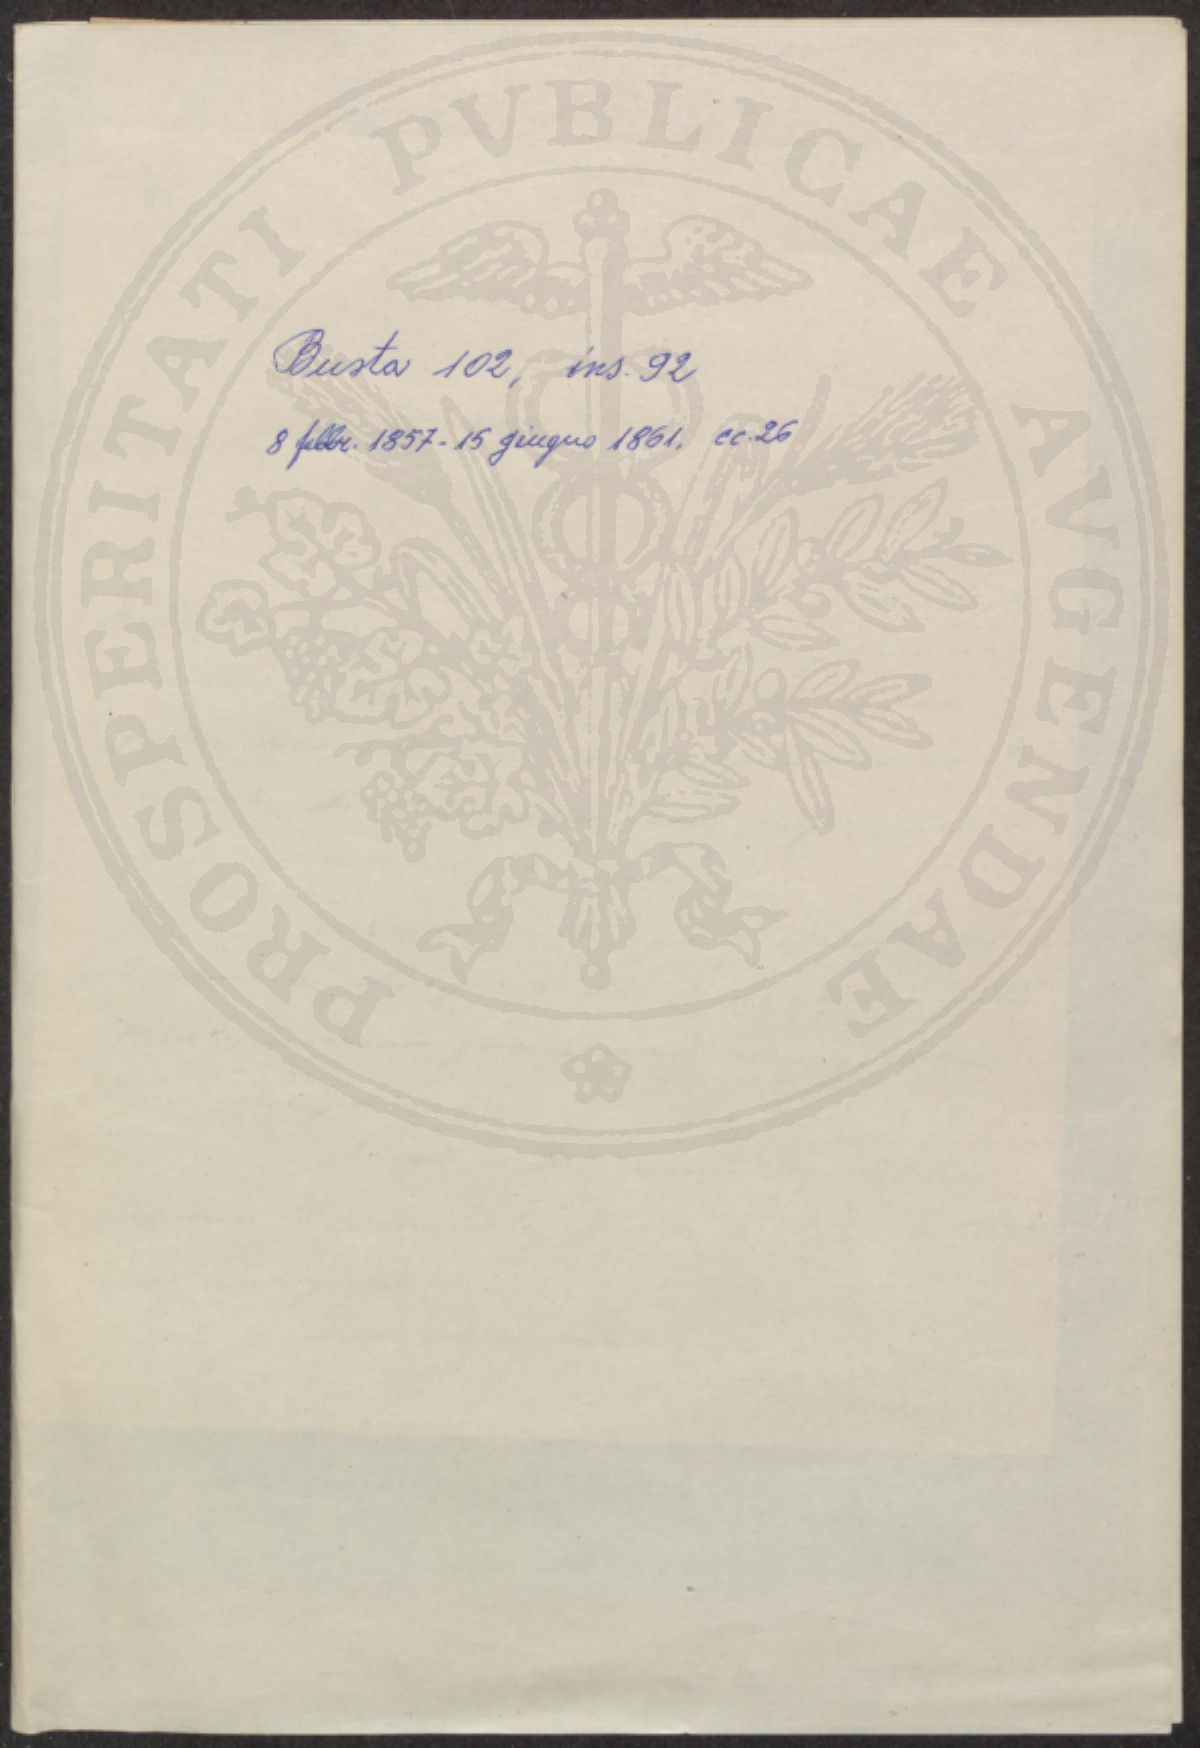 PROSPERITATI PVBLICAE AVGENDAE
Busta 102, ins. 92
8 febbr. 1857 - 15 giugno 1861. cc. 26